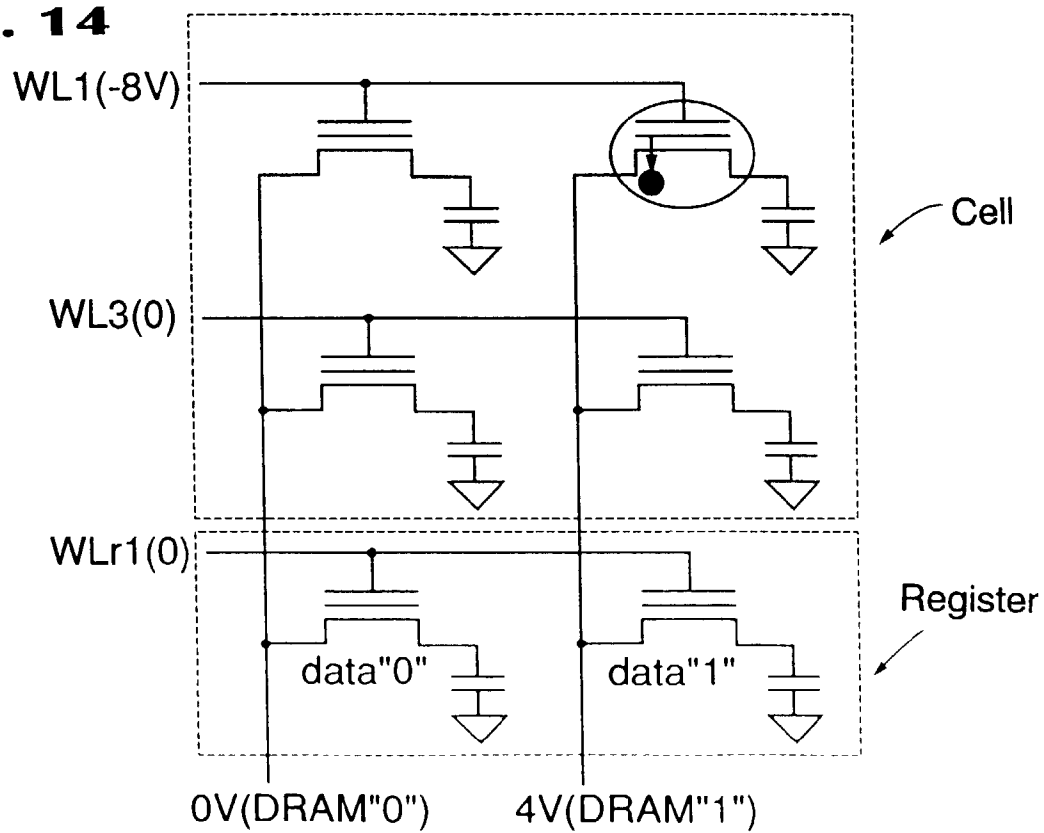 . 14
WL1(-8V)
Cell
WL3(0)
WLr1(0)
Register
data"0"
data"1"
0V(DRAM"0")
4V(DRAM"1")